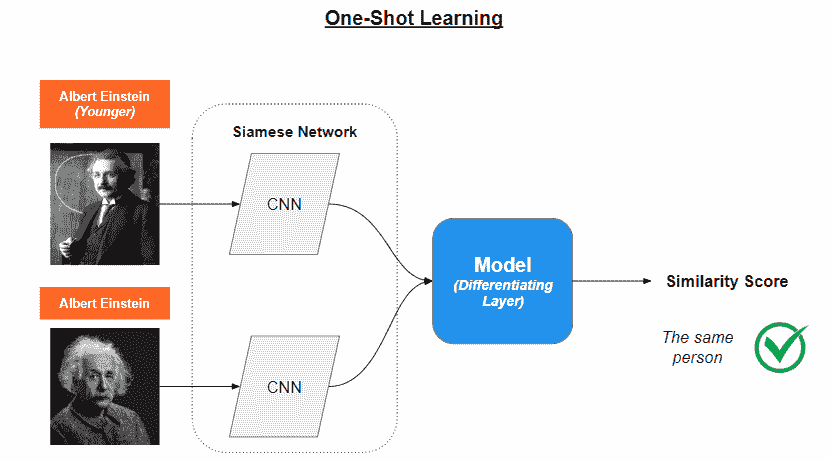 One-Shot Learning
Albert Einstein
(Younger)
Siamese Network
CNN
Model
(Differentiating
Layer)
Similarity Score
The same
person
Albert Einstein
CNN